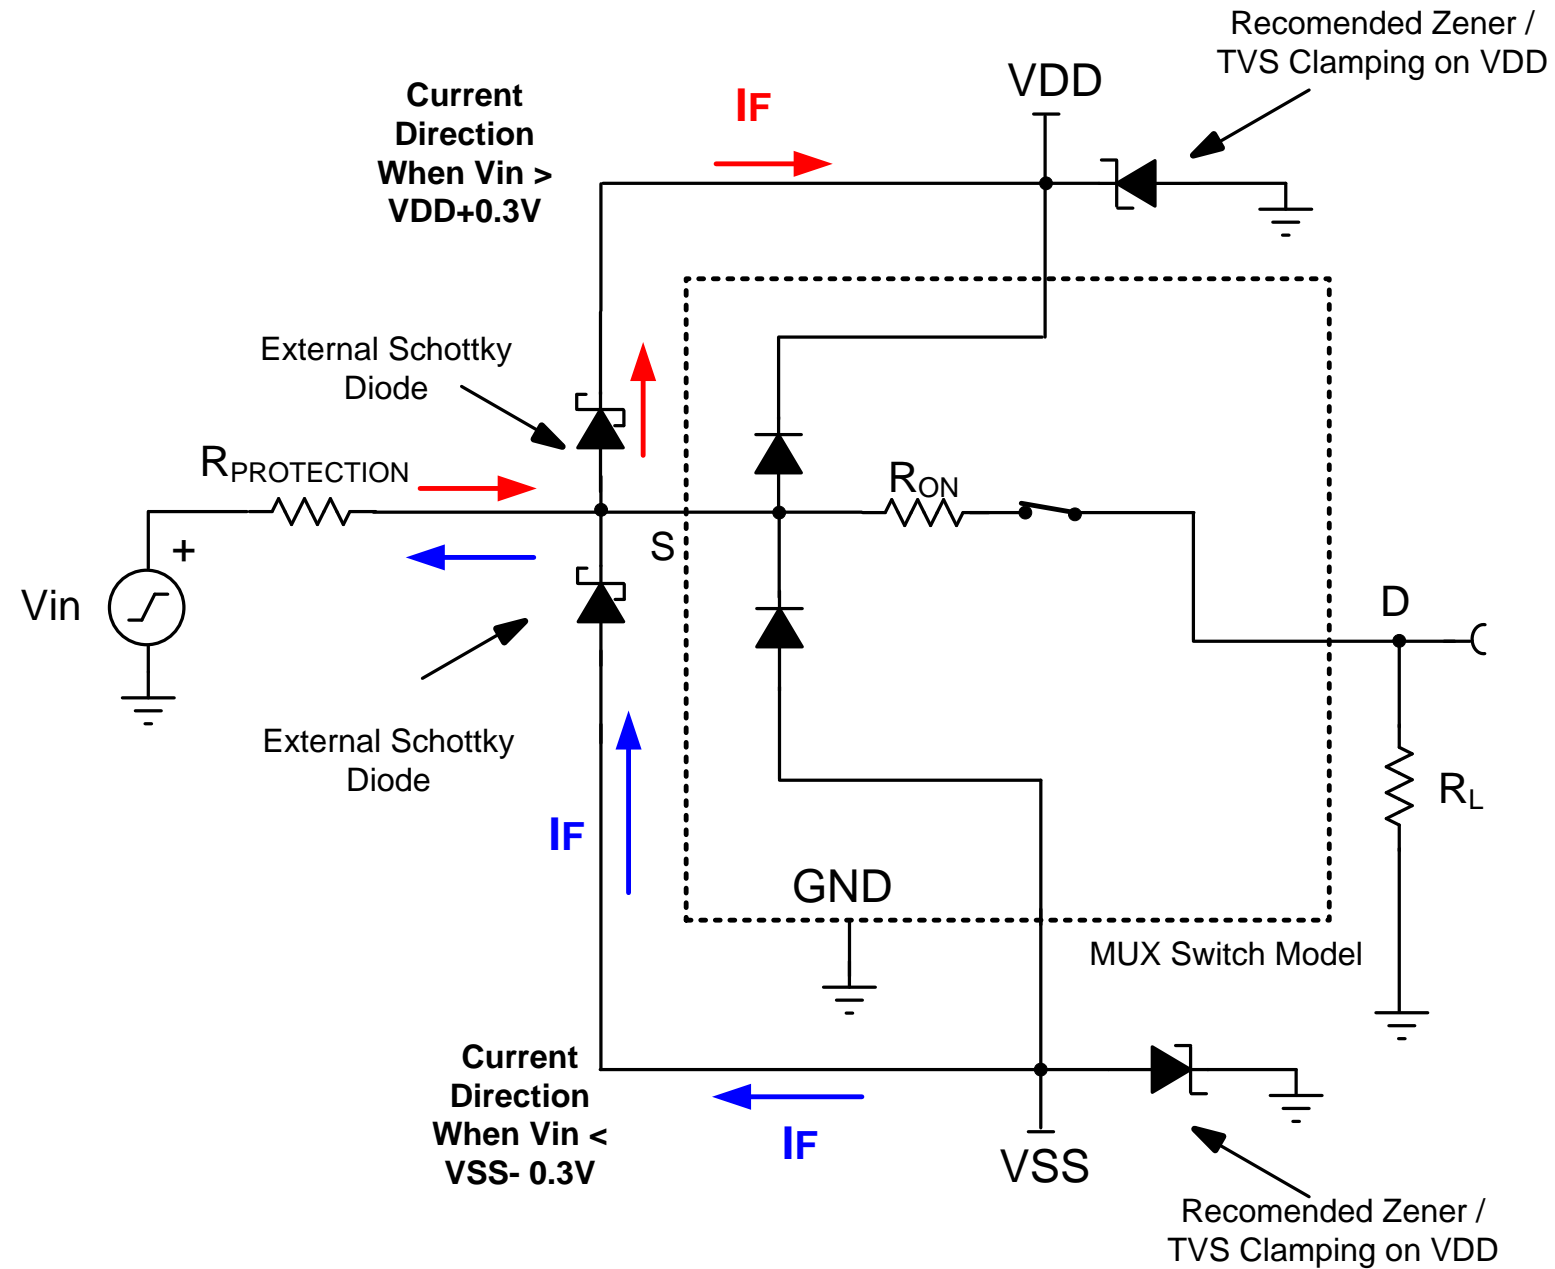 Recomended Zener /
TVS Clamping on VDD
VDD
Current
Direction
When Vin >
VDD+0.3V
IF
External Schottky
Diode
RPROTECTION
RON
S
+
Vin
D
External Schottky
Diode
RL
IF
GND
MUX Switch Model
Current
Direction
When Vin <
VSS- 0.3V
IF
VSS
Recomended Zener /
TVS Clamping on VDD